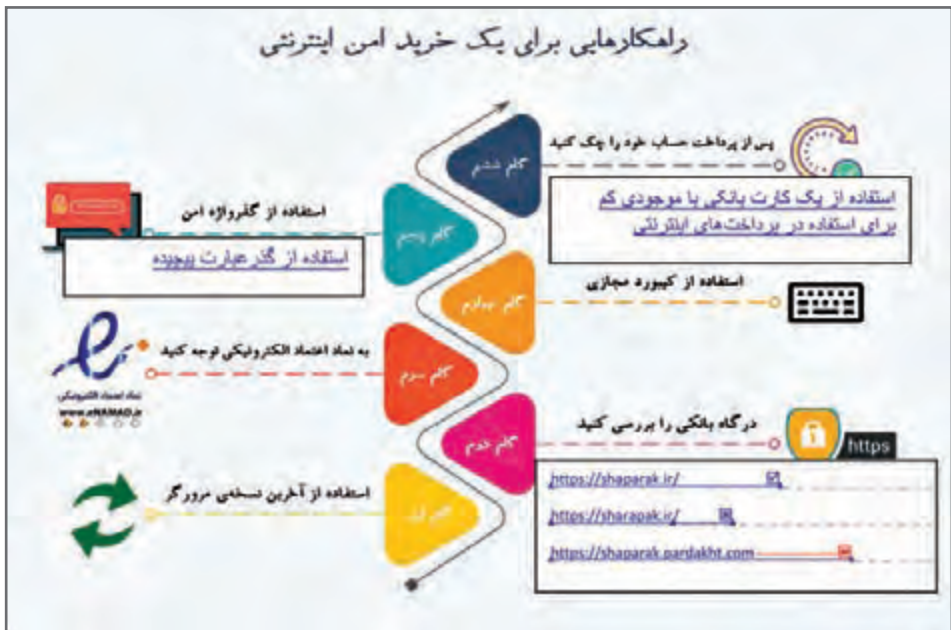 راهکارهایی برای یک خرید امن اینترنتی
گام ششم
پس از پرداخت حساب خود را چک کنید
استفاده از یک کارت بانکی با موجودی کم
برای استفاده در پرداخت‌های اینترنتی
گام پنجم
استفاده از گذرواژه امن
استفاده از گذر عبارت پیچیده
گام چهارم
استفاده از کیبورد مجازی
گام سوم
به نماد اعتماد الکترونیکی توجه کنید
نماد اعتماد الکترونیکی
www.eNAMAD.ir
گام دوم
درگاه بانکی را بررسی کنید
https
https://shaparak.ir/
https://sharapak.ir/
https://shaparak.pardakht.com
گام اول
استفاده از آخرین نسخه‌ی مرورگر